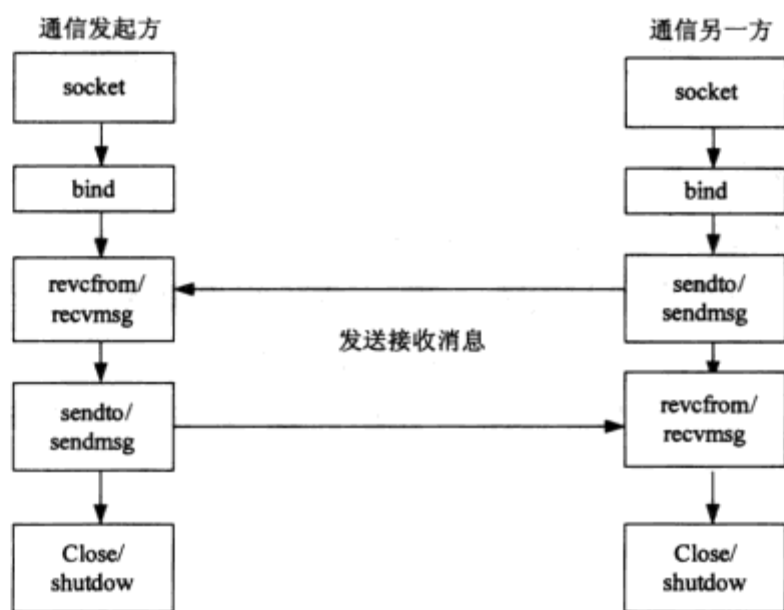 通信发起方
socket
bind
revcfrom/
recvmsg
sendto/
sendmsg
Close/
shutdow
发送接收消息
通信另一方
socket
bind
sendto/
sendmsg
revcfrom/
recvmsg
Close/
shutdow